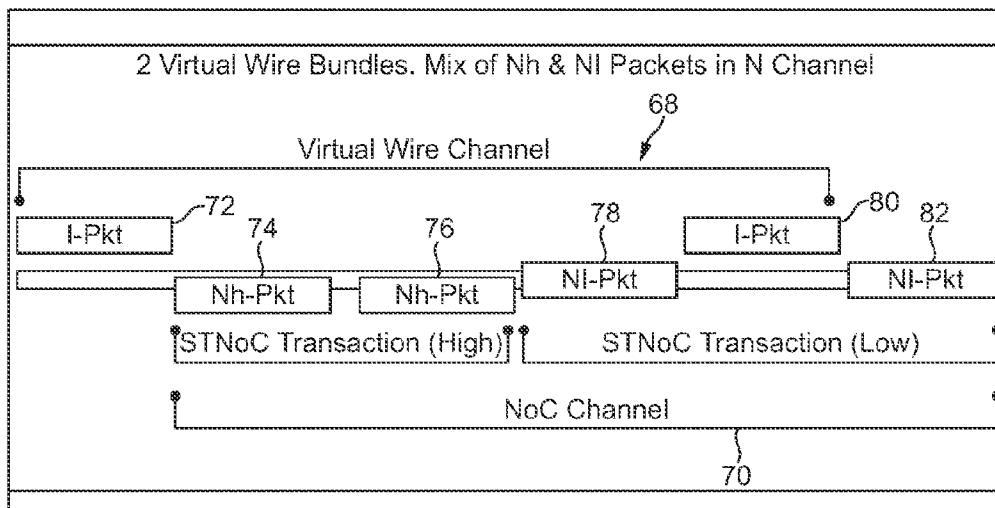 2 Virtual Wire Bundles. Mix of Nh & Nl Packets in N Channel
68
Virtual Wire Channel
72
80
I-Pkt
74
76
78
I-Pkt
82
Nh-Pkt
Nh-Pkt
Nl-Pkt
Nl-Pkt
STNoC Transaction (High)
STNoC Transaction (Low)
NoC Channel
70